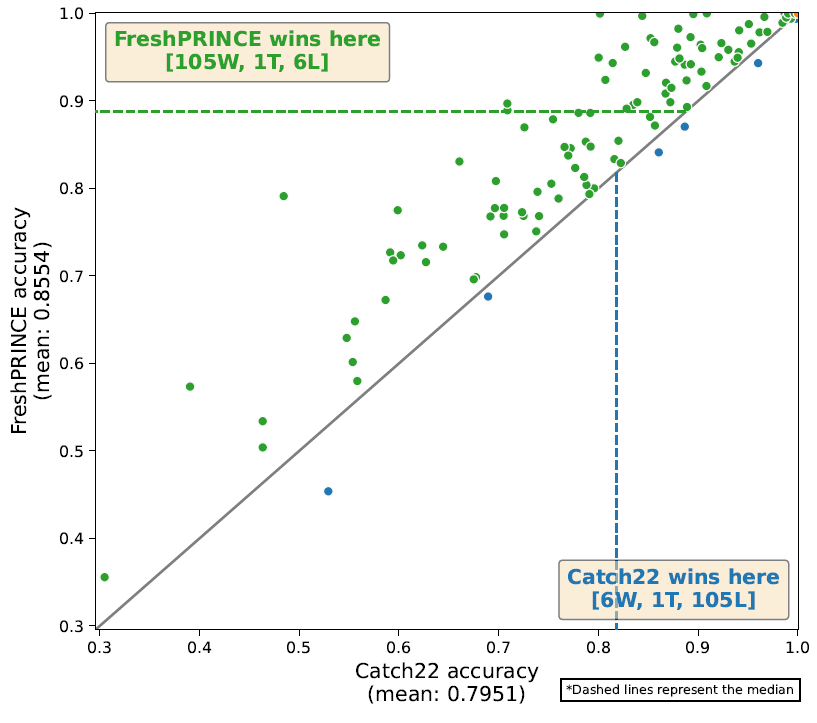 FreshPRINCE wins here
[105W, 1T, 6L]
1.0
0.9
0.8
0.7
0.6
0.5
0.4
0.3
FreshPRINCE accuracy
(mean: 0.8554)
Catch22 wins here
[6W, 1T, 105L]
0.3
0.4
0.5
0.6
0.7
0.8
0.9
1.0
Catch22 accuracy
(mean: 0.7951)
*Dashed lines represent the median